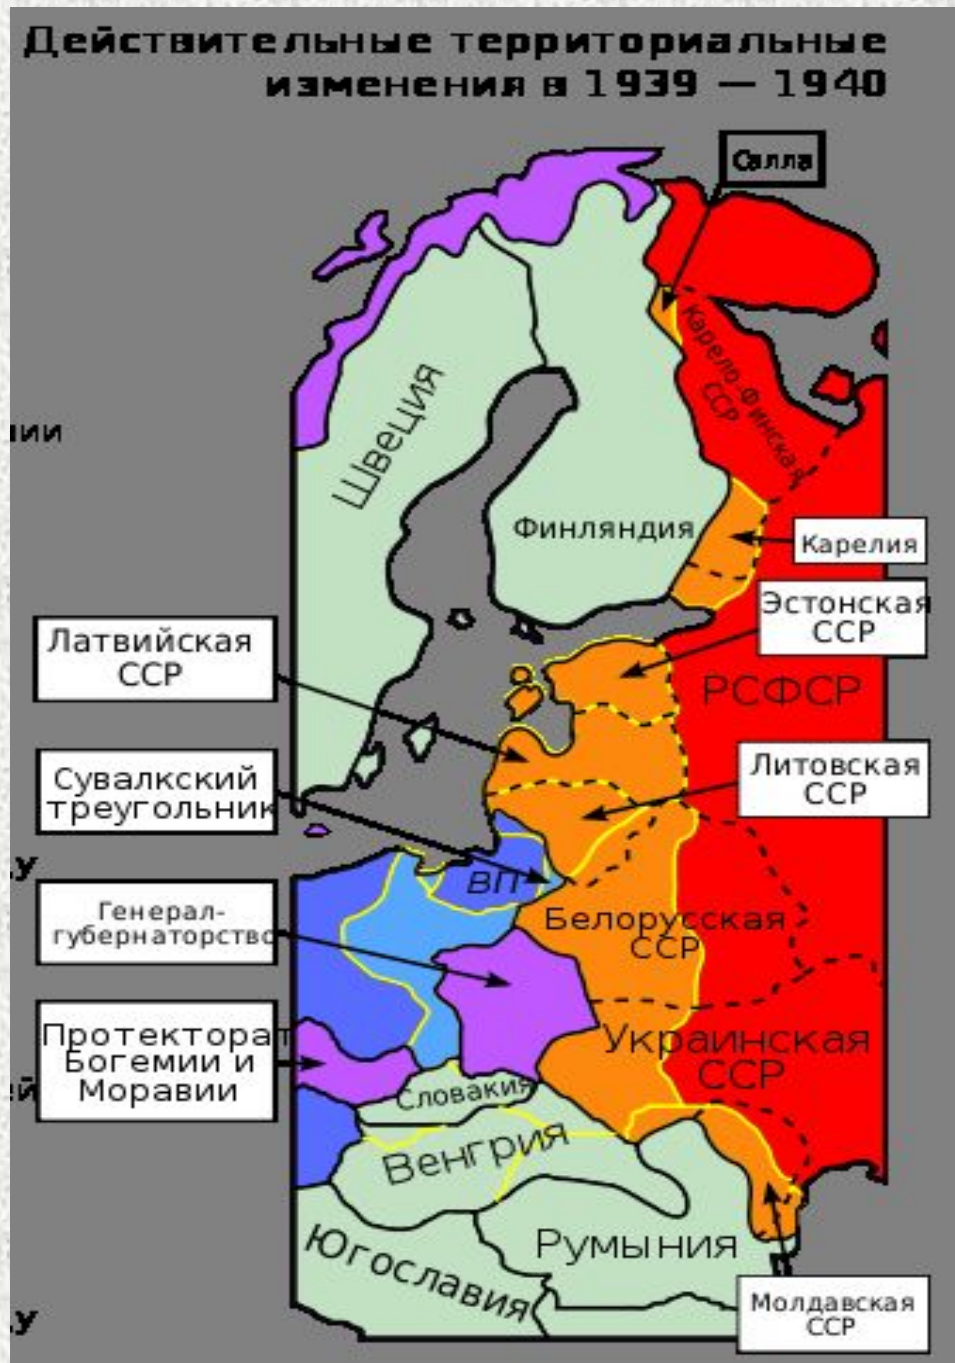 Действительные территориальные
изменения в 1939 — 1940
Салла
Швеция
Карело-Финская
ССР
Финляндия
Карелия
Эстонская
ССР
Латвийская
ССР
РСФСР
Литовская
ССР
Сувалкский
треугольник
ВП
Генерал-
губернаторство
Белорусская
ССР
Протекторат
Богемии и
Моравии
Украинская
ССР
Словакия
Венгрия
Румыния
Югославия
Молдавская
ССР